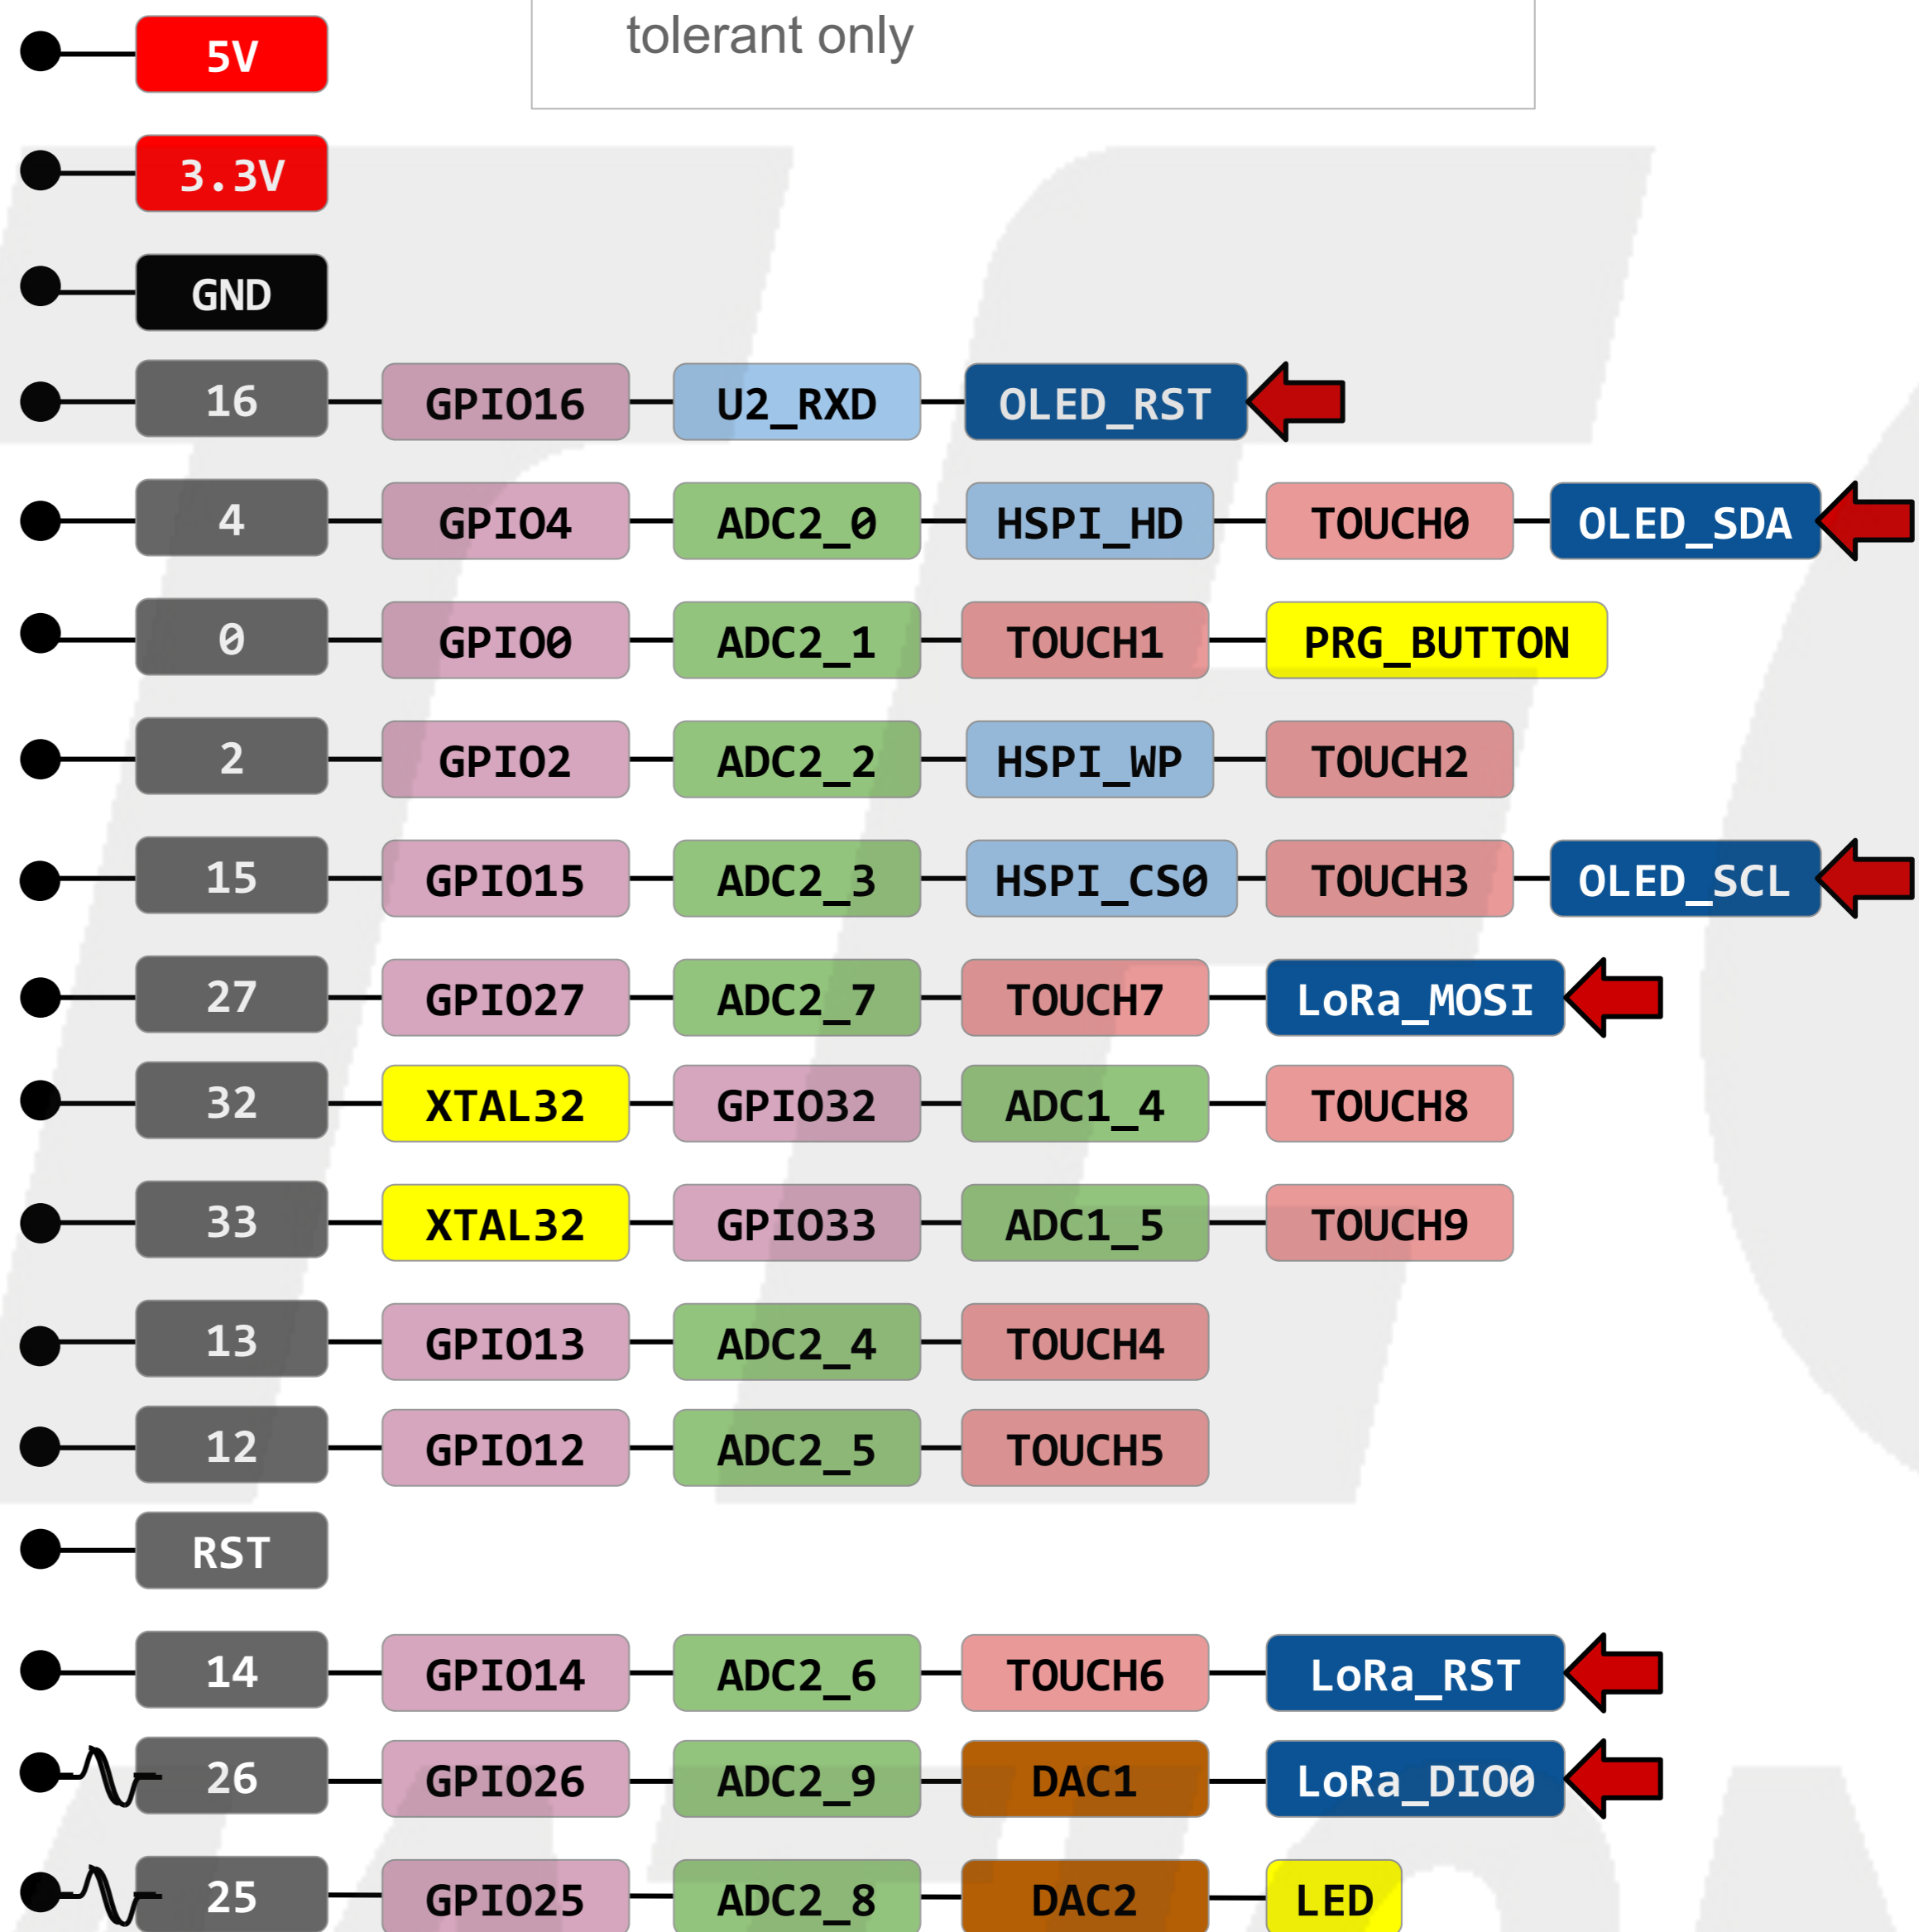 tolerant only
5V
3.3V
GND
16 GPIO16 U2_RXD OLED_RST
4 GPIO4 ADC2_0 HSPI_HD TOUCH0 OLED_SDA
0 GPIO0 ADC2_1 TOUCH1 PRG_BUTTON
2 GPIO2 ADC2_2 HSPI_WP TOUCH2
15 GPIO15 ADC2_3 HSPI_CS0 TOUCH3 OLED_SCL
27 GPIO27 ADC2_7 TOUCH7 LoRa_MOSI
32 XTAL32 GPIO32 ADC1_4 TOUCH8
33 XTAL32 GPIO33 ADC1_5 TOUCH9
13 GPIO13 ADC2_4 TOUCH4
12 GPIO12 ADC2_5 TOUCH5
RST
14 GPIO14 ADC2_6 TOUCH6 LoRa_RST
26 GPIO26 ADC2_9 DAC1 LoRa_DIO0
25 GPIO25 ADC2_8 DAC2 LED